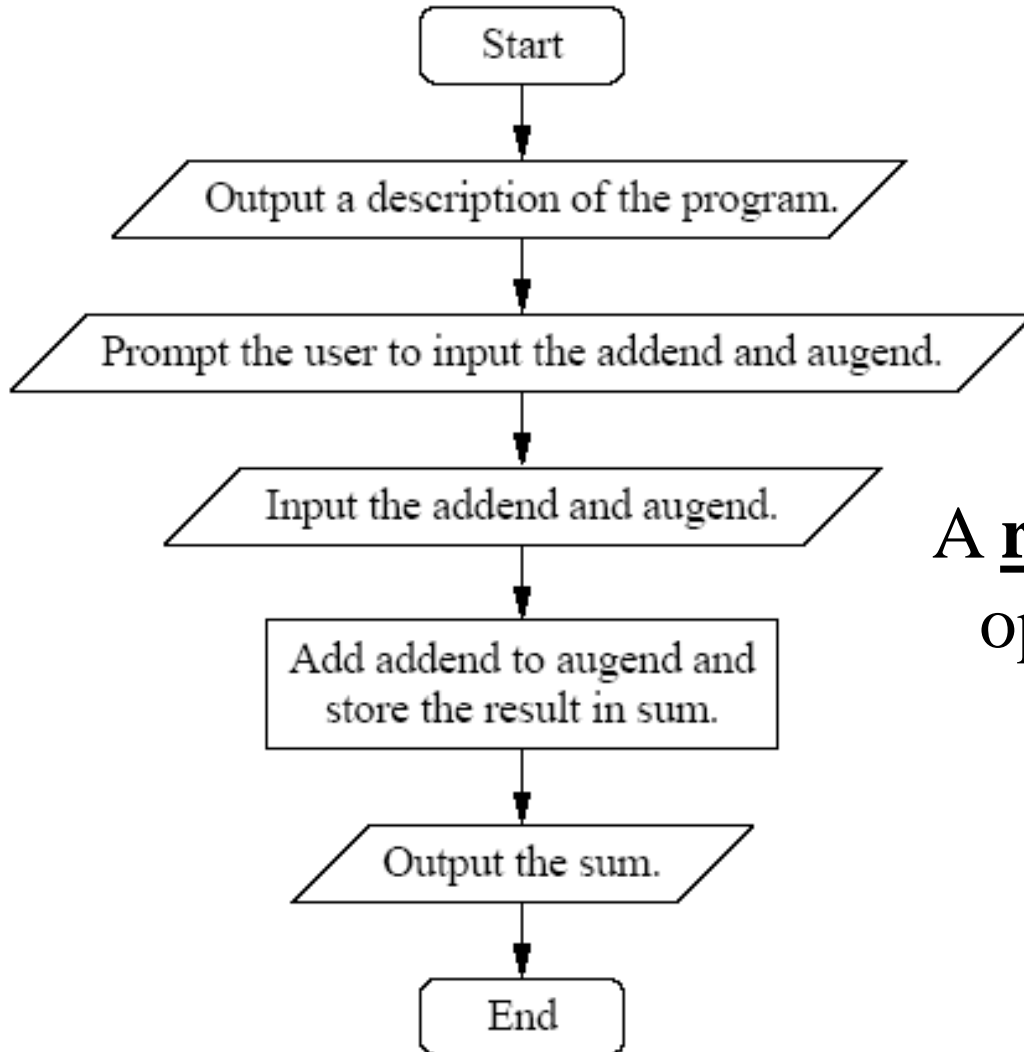 Start
Output a description of the program.
Prompt the user to input the addend and augend.
Input the addend and augend.
A
Add addend to augend and
store the result in sum.
Output the sum.
End